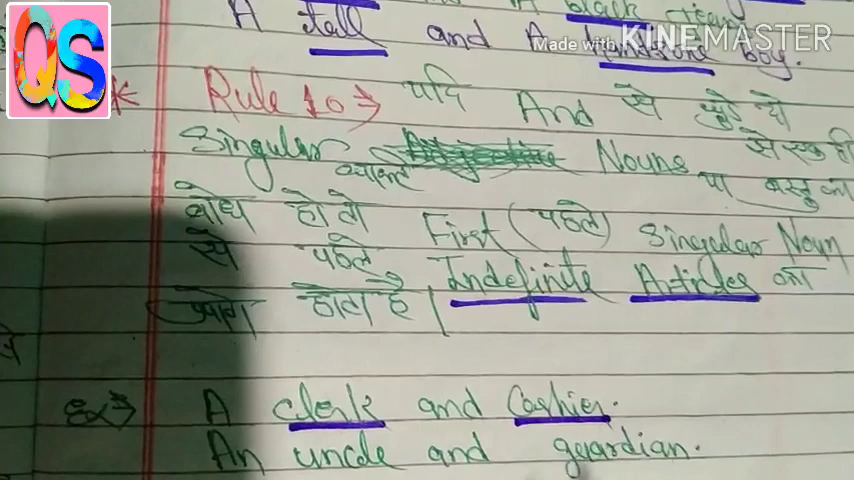 QS
A tall and A handsome boy.
Made with KINEMASTER
* Rule 10 ⇒ यदि And से जुड़े दो
Singular Nouns से एक ही
व्यक्ति या वस्तु का
बोध हो तो First (पहले) Singular Noun
से पहले Indefinite Articles का
प्रयोग होता है।
Ex ⇒ A clerk and Cashier.
An uncle and guardian.